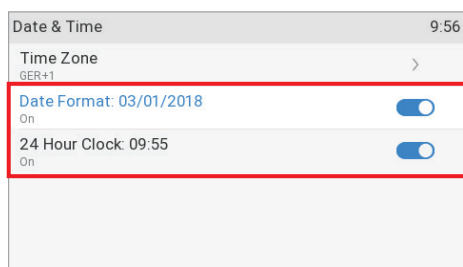 Date & Time 9:56
Time Zone
GER+1
Date Format: 03/01/2018
On
24 Hour Clock: 09:55
On